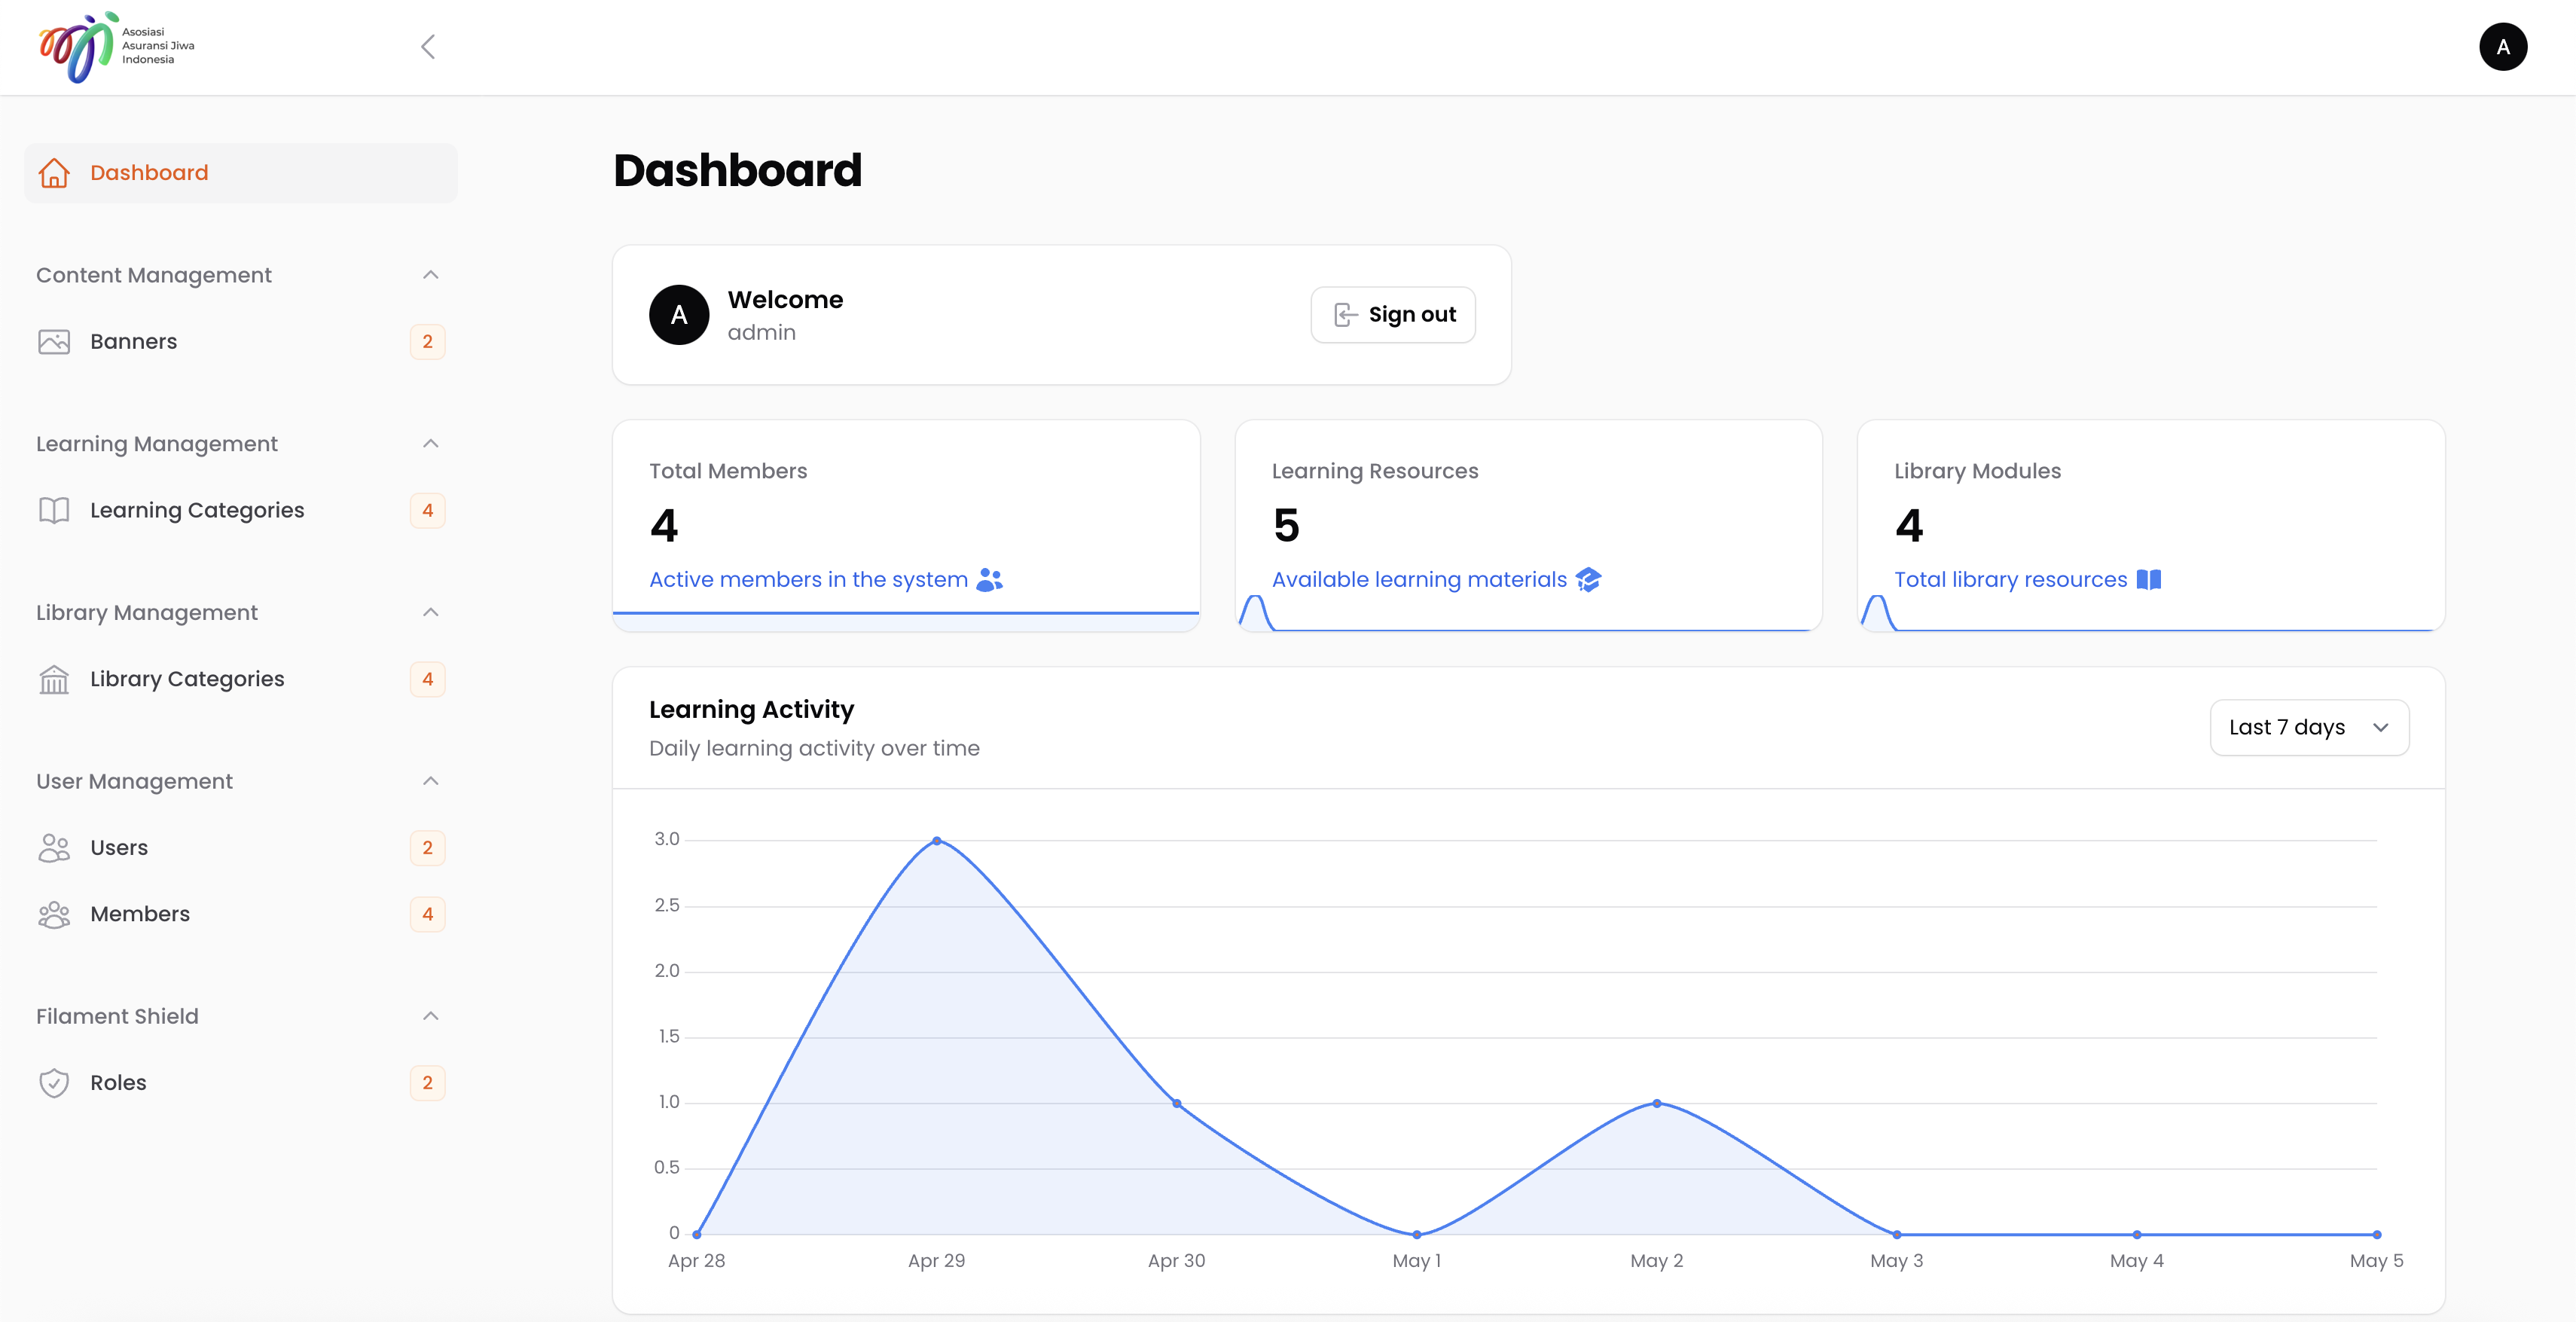 Asosiasi
Asuransi Jiwa
Indonesia
A
Dashboard
Content Management
Banners 2
Learning Management
Learning Categories 4
Library Management
Library Categories 4
User Management
Users 2
Members 4
Filament Shield
Roles 2
Dashboard
A
Welcome
admin
Sign out
Total Members
4
Active members in the system
Learning Resources
5
Available learning materials
Library Modules
4
Total library resources
Learning Activity
Daily learning activity over time
Last 7 days
3.0
2.5
2.0
1.5
1.0
0.5
0
Apr 28 Apr 29 Apr 30 May 1 May 2 May 3 May 4 May 5